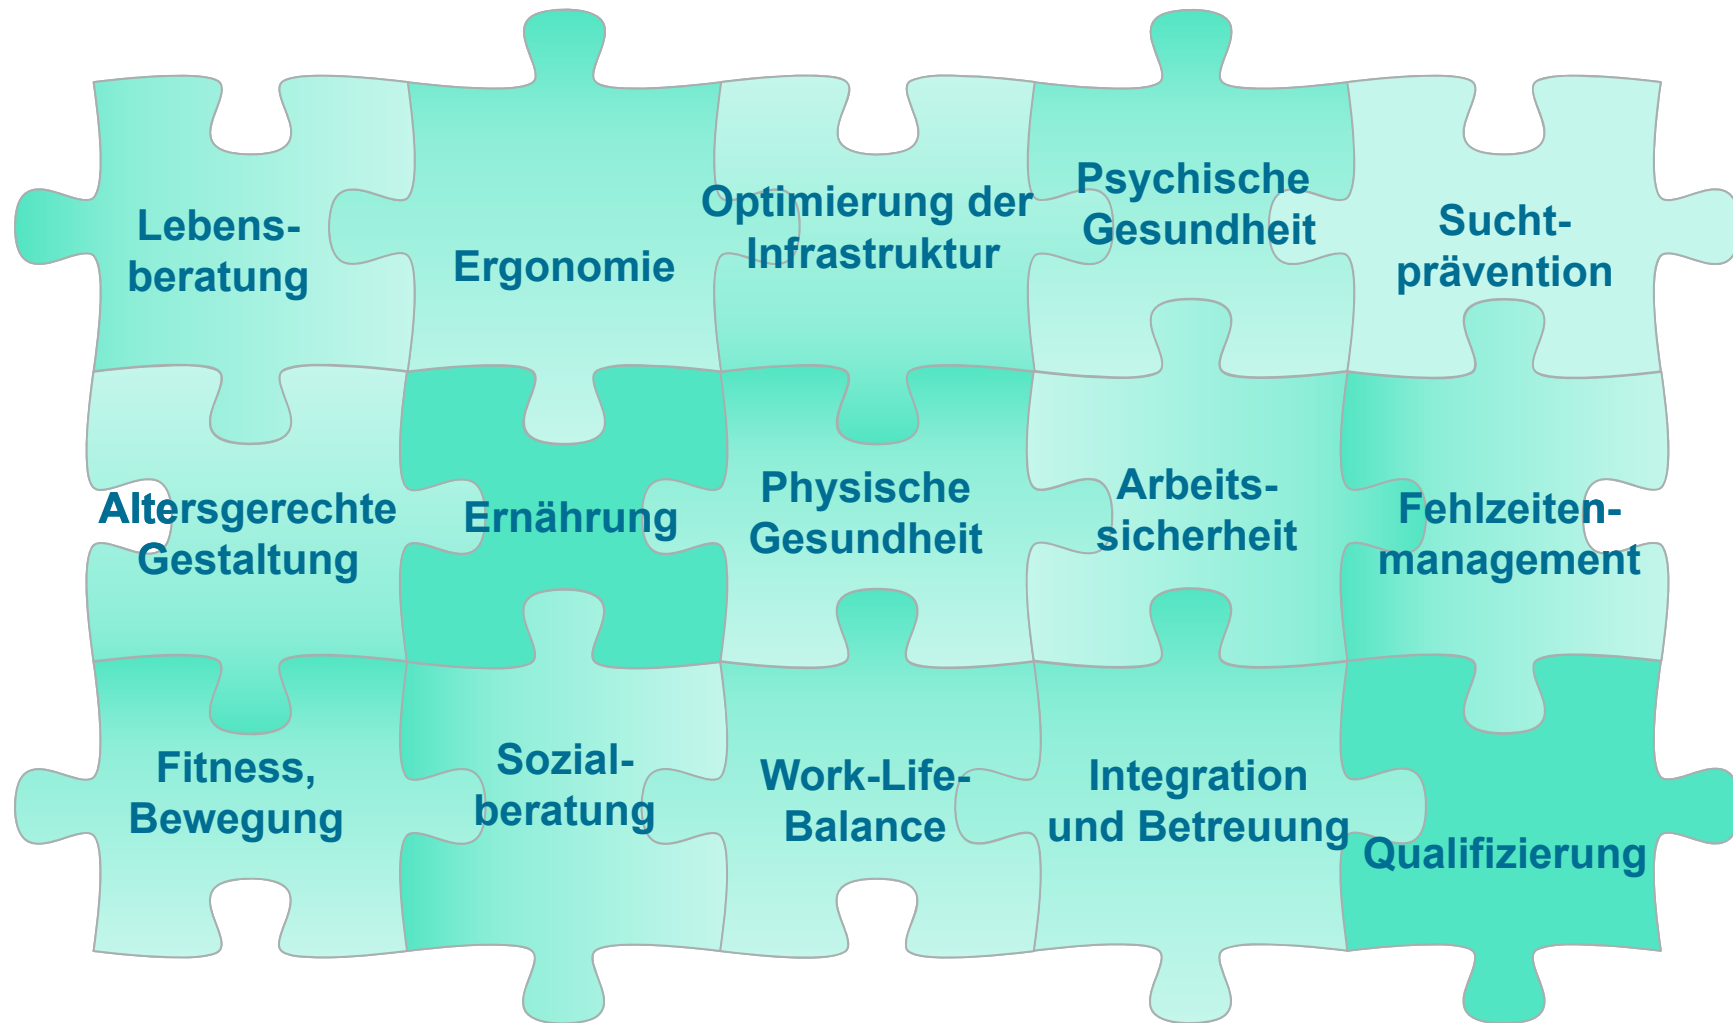 Lebens-
beratung
Ergonomie
Optimierung der
Infrastruktur
Psychische
Gesundheit
Sucht-
prävention
Altersgerechte
Gestaltung
Ernährung
Physische
Gesundheit
Arbeits-
sicherheit
Fehlzeiten-
management
Fitness,
Bewegung
Sozial-
beratung
Work-Life-
Balance
Integration
und Betreuung
Qualifizierung